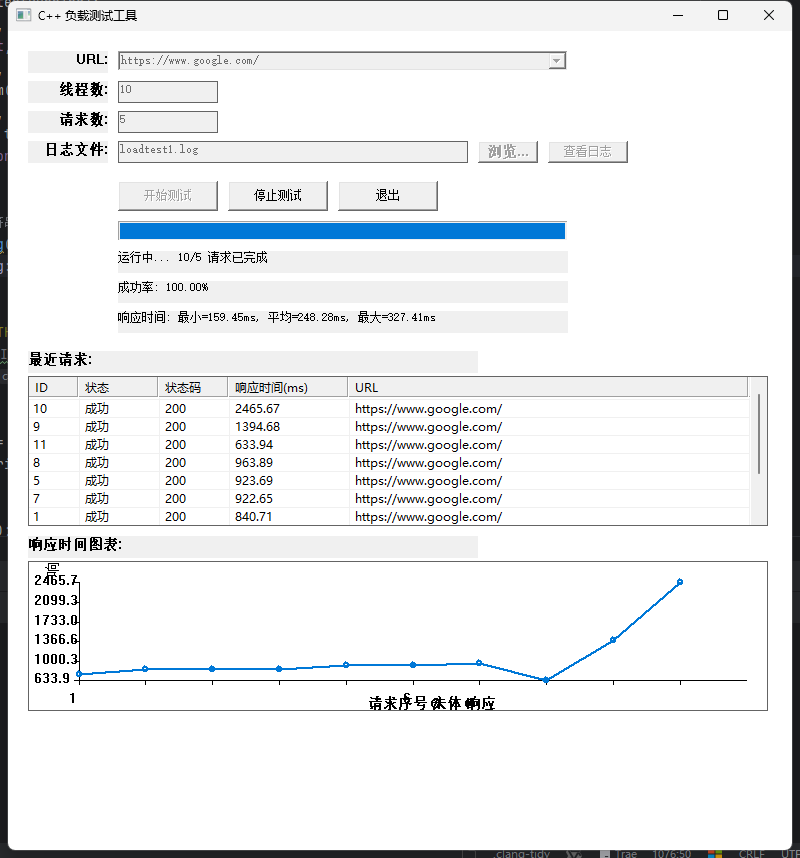 C++ 负载测试工具
URL: https://www.google.com/
线程数: 10
请求数: 5
日志文件: loadtest1.log 浏览... 查看日志
开始测试 停止测试 退出
运行中... 10/5 请求已完成
成功率: 100.00%
响应时间: 最小=159.45ms, 平均=248.28ms, 最大=327.41ms
最近请求:
ID 状态 状态码 响应时间(ms) URL
10 成功 200 2465.67 https://www.google.com/
9 成功 200 1394.68 https://www.google.com/
11 成功 200 633.94 https://www.google.com/
8 成功 200 963.89 https://www.google.com/
5 成功 200 923.69 https://www.google.com/
7 成功 200 922.65 https://www.google.com/
1 成功 200 840.71 https://www.google.com/
响应时间图表:
2465.7
2099.3
1733.0
1366.6
1000.3
633.9
1
请求序号
响应
.clang-tidy Trae 1076:50 CRLF